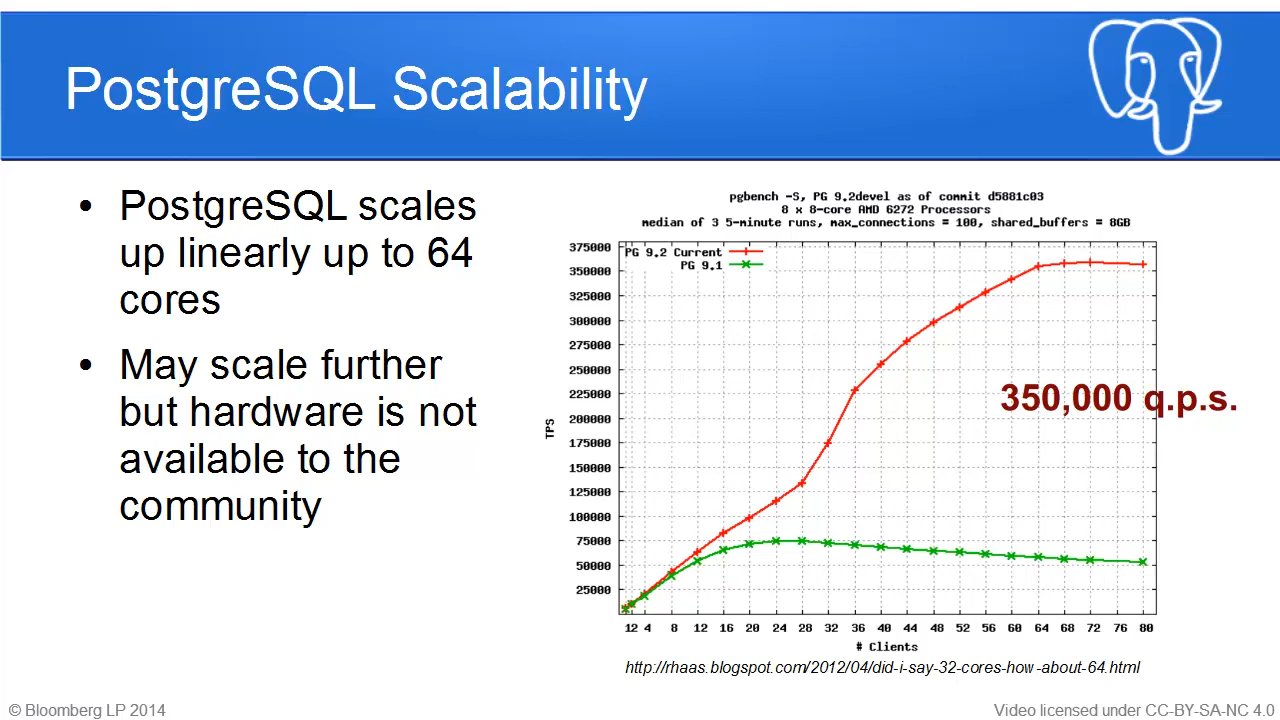 PostgreSQL Scalability
• PostgreSQL scales
up linearly up to 64
cores
• May scale further
but hardware is not
available to the
community
pgbench -S, PG 9.2devel as of commit d5881c03
8 x 8-core AMD 6272 Processors
median of 3 5-minute runs, max_connections = 100, shared_buffers = 8GB
PG 9.2 Current
PG 9.1
375000
350000
325000
300000
275000
250000
225000
200000
175000
150000
125000
100000
75000
50000
25000
TPS
350,000 q.p.s.
1 2 4 8 12 16 20 24 28 32 36 40 44 48 52 56 60 64 68 72 76 80
# Clients
http://rhaas.blogspot.com/2012/04/did-i-say-32-cores-how-about-64.html
© Bloomberg LP 2014
Video licensed under CC-BY-SA-NC 4.0